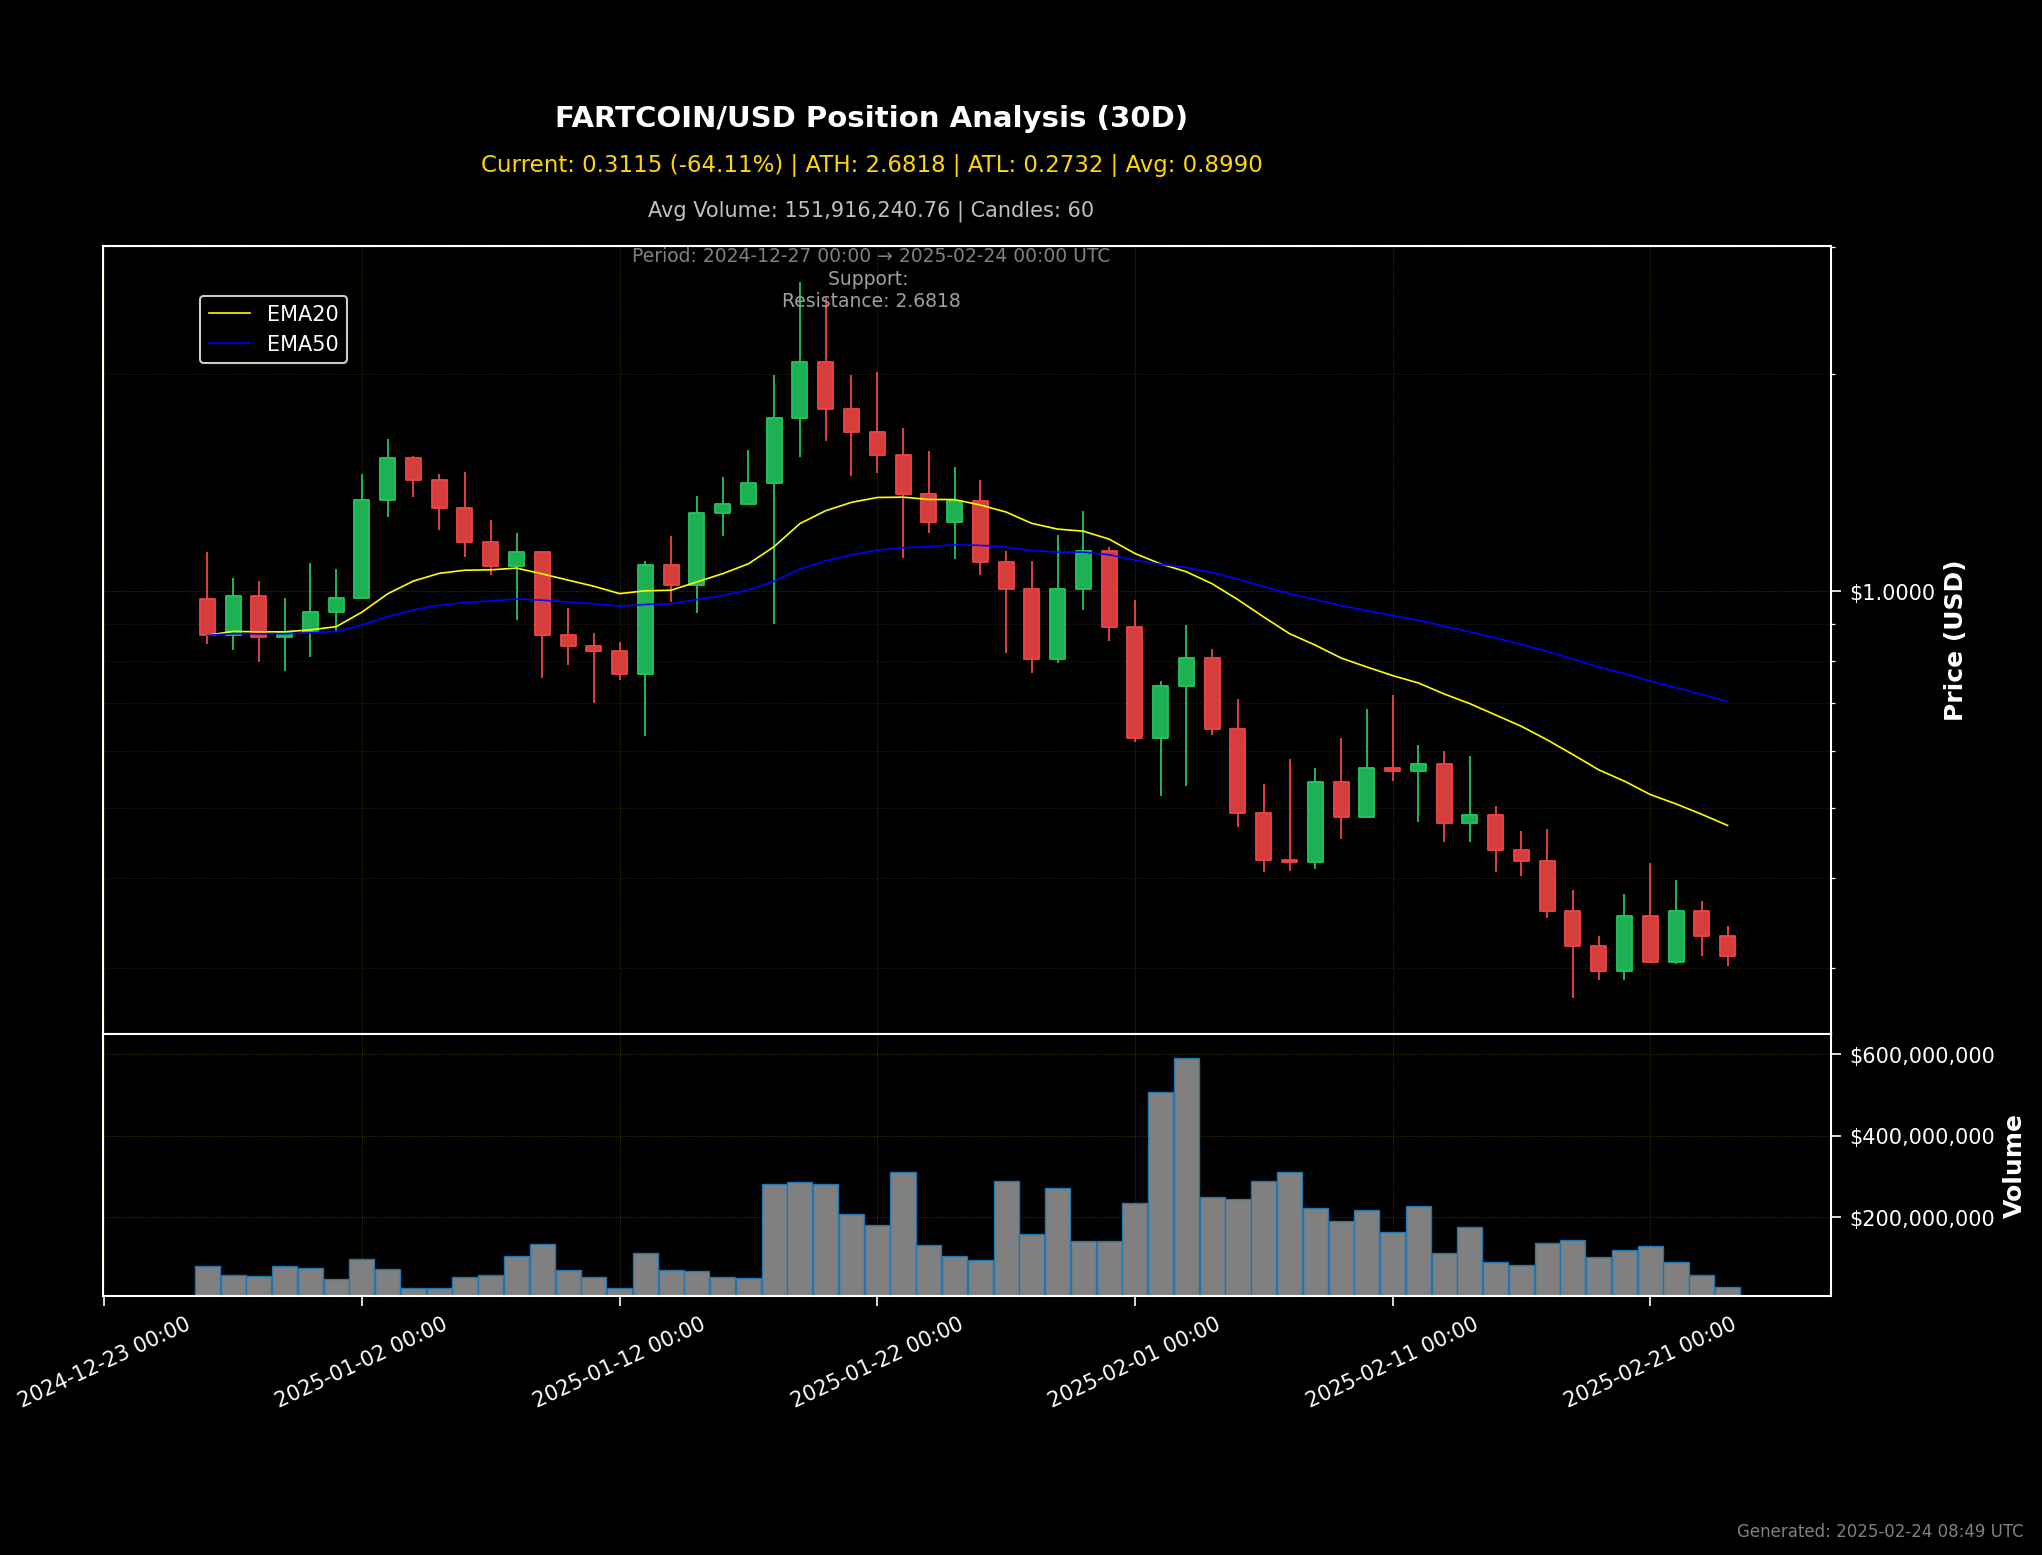 FARTCOIN/USD Position Analysis (30D)
Current: 0.3115 (-64.11%) | ATH: 2.6818 | ATL: 0.2732 | Avg: 0.8990
Avg Volume: 151,916,240.76 | Candles: 60
Period: 2024-12-27 00:00 → 2025-02-24 00:00 UTC
Support:
Resistance: 2.6818
EMA20
EMA50
$1.0000
Price (USD)
$600,000,000
$400,000,000
$200,000,000
Volume
2024-12-23 00:00
2025-01-02 00:00
2025-01-12 00:00
2025-01-22 00:00
2025-02-01 00:00
2025-02-11 00:00
2025-02-21 00:00
Generated: 2025-02-24 08:49 UTC